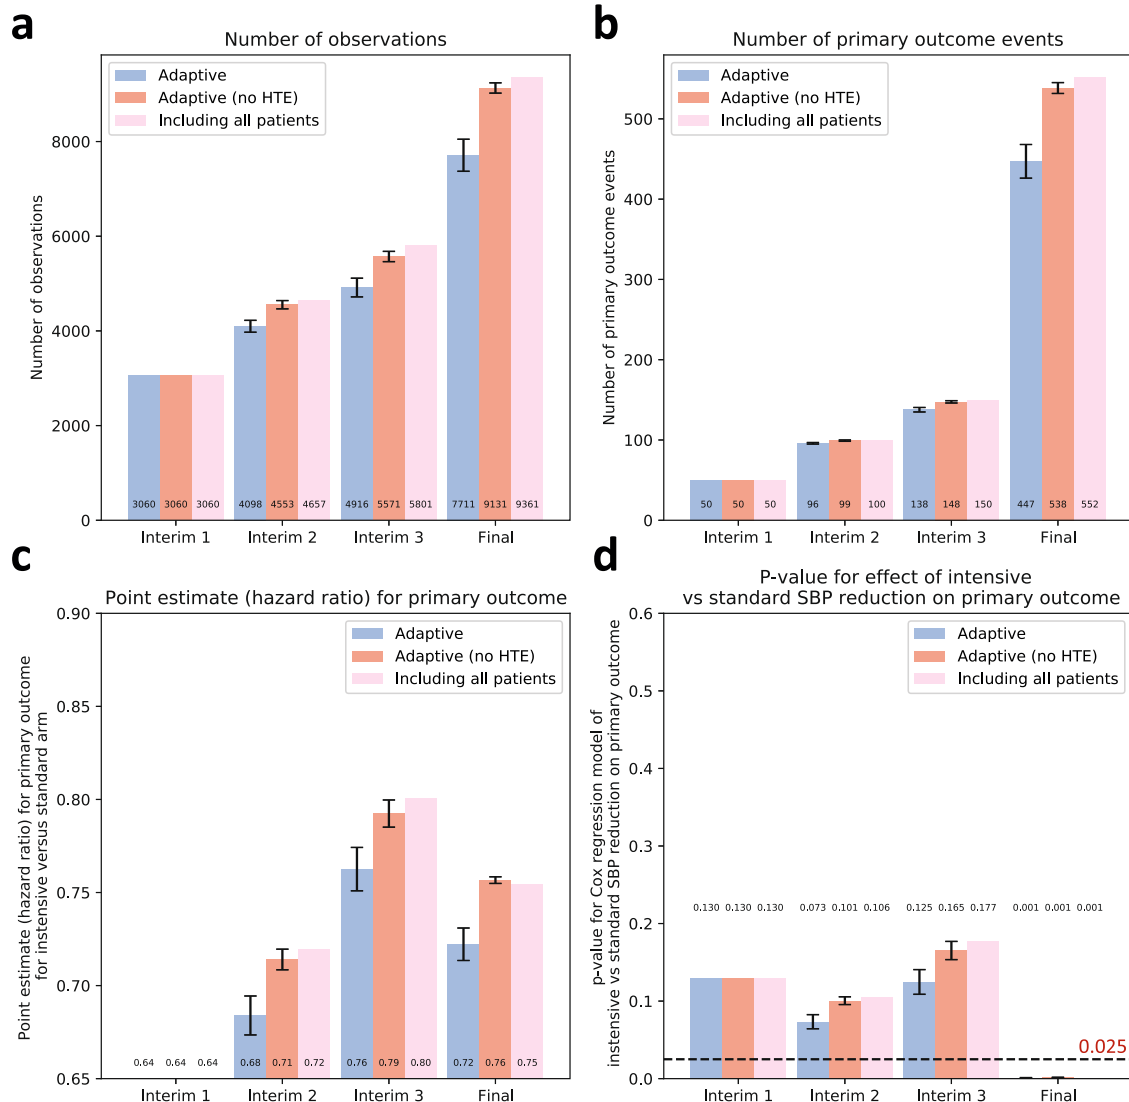 a
Number of observations
Adaptive
Adaptive (no HTE)
Including all patients
Number of observations
8000
6000
4000
2000
0
3060 3060 3060 4098 4553 4657 4916 5571 5801 7711 9131 9361
Interim 1 Interim 2 Interim 3 Final
b
Number of primary outcome events
Adaptive
Adaptive (no HTE)
Including all patients
Number of primary outcome events
500
400
300
200
100
0
50 50 50 96 99 100 138 148 150 447 538 552
Interim 1 Interim 2 Interim 3 Final
c
Point estimate (hazard ratio) for primary outcome
Adaptive
Adaptive (no HTE)
Including all patients
Point estimate (hazard ratio) for primary outcome
for instensive versus standard arm
0.90
0.85
0.80
0.75
0.70
0.65
0.64 0.64 0.64 0.68 0.71 0.72 0.76 0.79 0.80 0.72 0.76 0.75
Interim 1 Interim 2 Interim 3 Final
d
P-value for effect of intensive
vs standard SBP reduction on primary outcome
Adaptive
Adaptive (no HTE)
Including all patients
p-value for Cox regression model of
instensive vs standard SBP reduction on primary outcome
0.6
0.5
0.4
0.3
0.2
0.1
0.0
0.130 0.130 0.130 0.073 0.101 0.106 0.125 0.165 0.177 0.001 0.001 0.001
0.025
Interim 1 Interim 2 Interim 3 Final